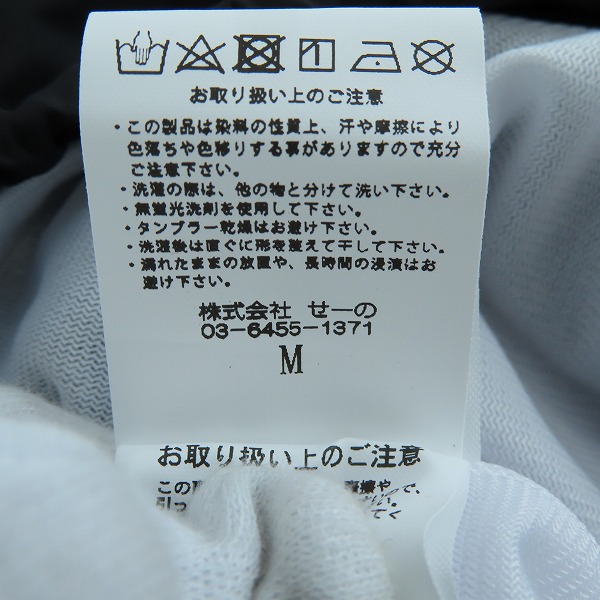 お取り扱い上のご注意
・この製品は染料の性質上、汗や摩擦により
色落ちや色移りする事がありますので充分
ご注意下さい。
・洗濯の際は、他の物と分けて洗い下さい。
・無蛍光洗剤を使用して下さい。
・タンブラー乾燥はお避け下さい。
・洗濯後は直ぐに形を整えて干して下さい。
・濡れたままの放置や、長時間の浸漬はお
避け下さい。
株式会社 せーの
03-6455-1371
M
お取り扱い上のご注意
この
摩擦や
で、
引っ